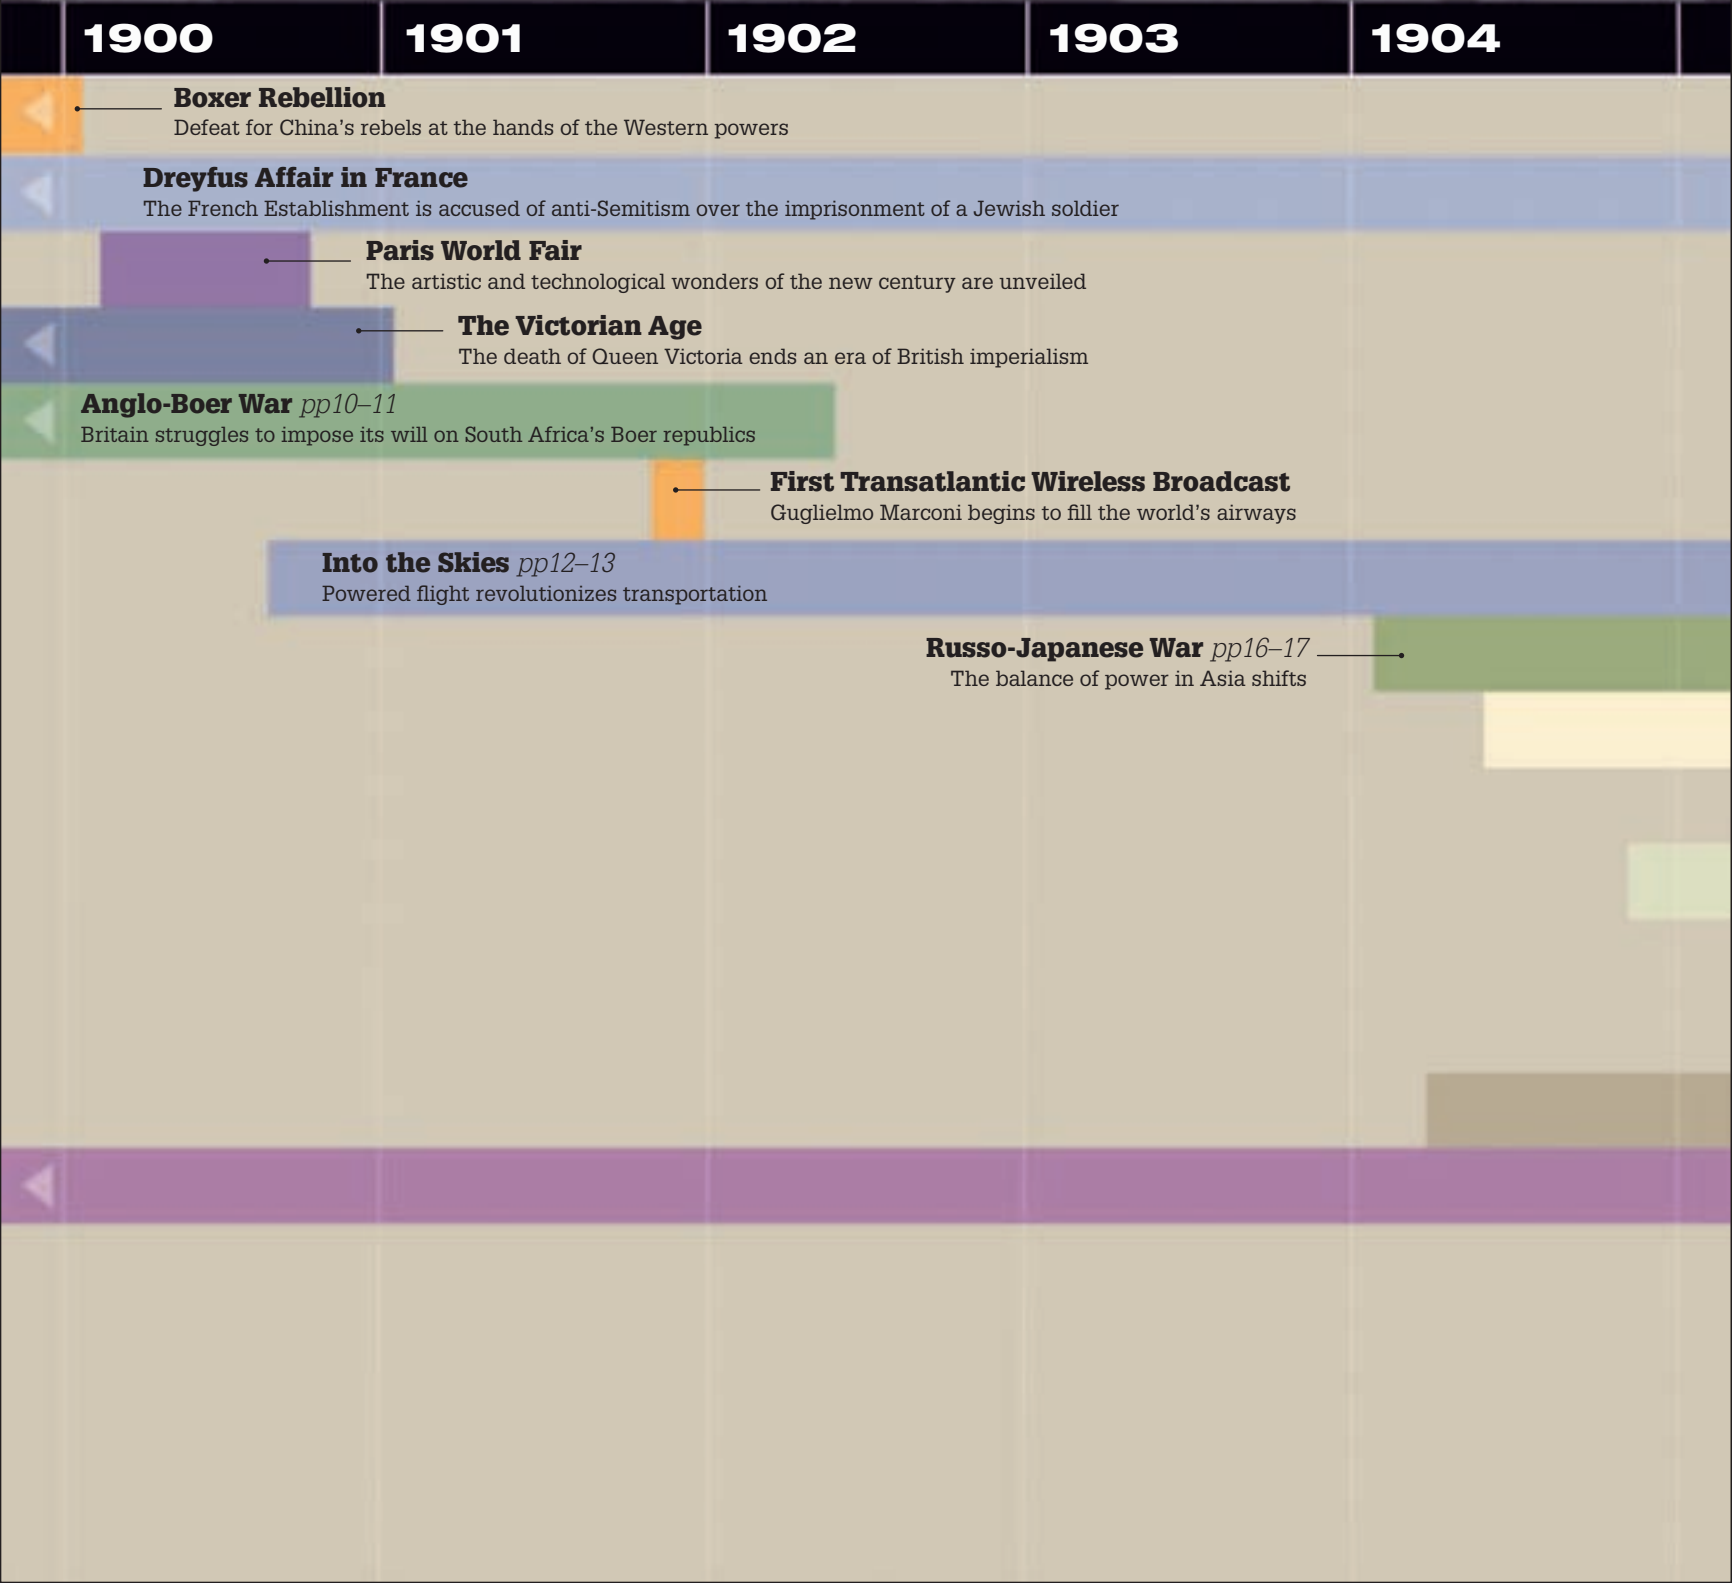 1900 1901 1902 1903 1904
Boxer Rebellion
Defeat for China’s rebels at the hands of the Western powers
Dreyfus Affair in France
The French Establishment is accused of anti-Semitism over the imprisonment of a Jewish soldier
Paris World Fair
The artistic and technological wonders of the new century are unveiled
The Victorian Age
The death of Queen Victoria ends an era of British imperialism
Anglo-Boer War pp10–11
Britain struggles to impose its will on South Africa’s Boer republics
First Transatlantic Wireless Broadcast
Guglielmo Marconi begins to fill the world’s airways
Into the Skies pp12–13
Powered flight revolutionizes transportation
Russo-Japanese War pp16–17
The balance of power in Asia shifts